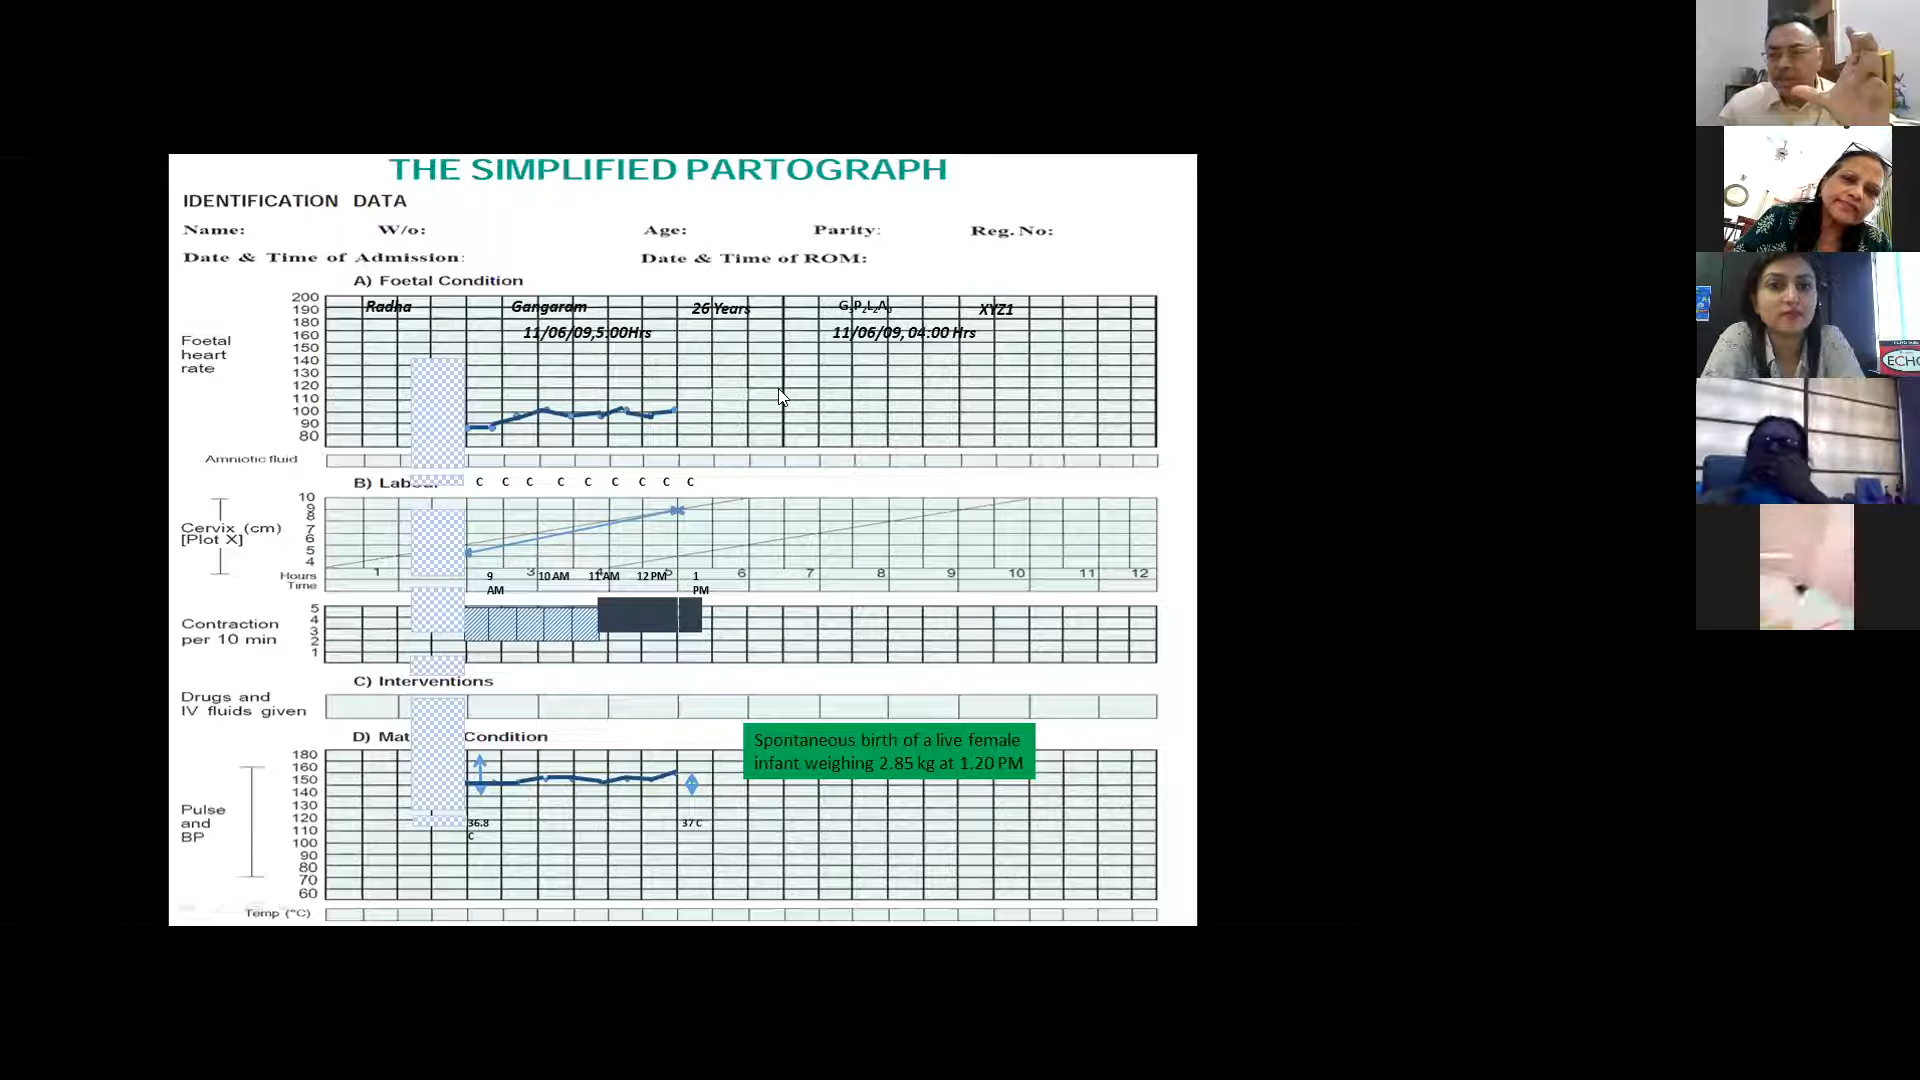 THE SIMPLIFIED PARTOGRAPH
IDENTIFICATION DATA
Name: W/o: Age: Parity: Reg. No:
Date & Time of Admission: Date & Time of ROM:
A) Foetal Condition
Radha Gangaram 26 Years XYZ1
11/06/09,5:00Hrs 11/06/09, 04:00 Hrs
Foetal
heart
rate
200
190
180
160
150
140
130
120
110
100
90
80
Amniotic fluid
B)
C C C C C C C C C
Cervix (cm)
[Plot X]
10
9
8
7
6
5
4
1 3 5 6 7 8 9 10 11 12
Hours
Time
9 AM 10 AM 11 AM 12 PM 1 PM
Contraction
per 10 min
5
4
3
2
1
C) Interventions
Drugs and
IV fluids given
D) Mat Condition
Spontaneous birth of a live female
infant weighing 2.85 kg at 1.20 PM
Pulse
and
BP
180
160
150
140
130
120
110
100
90
80
70
60
36.8 C 37 C
Temp (°C)
ECHO